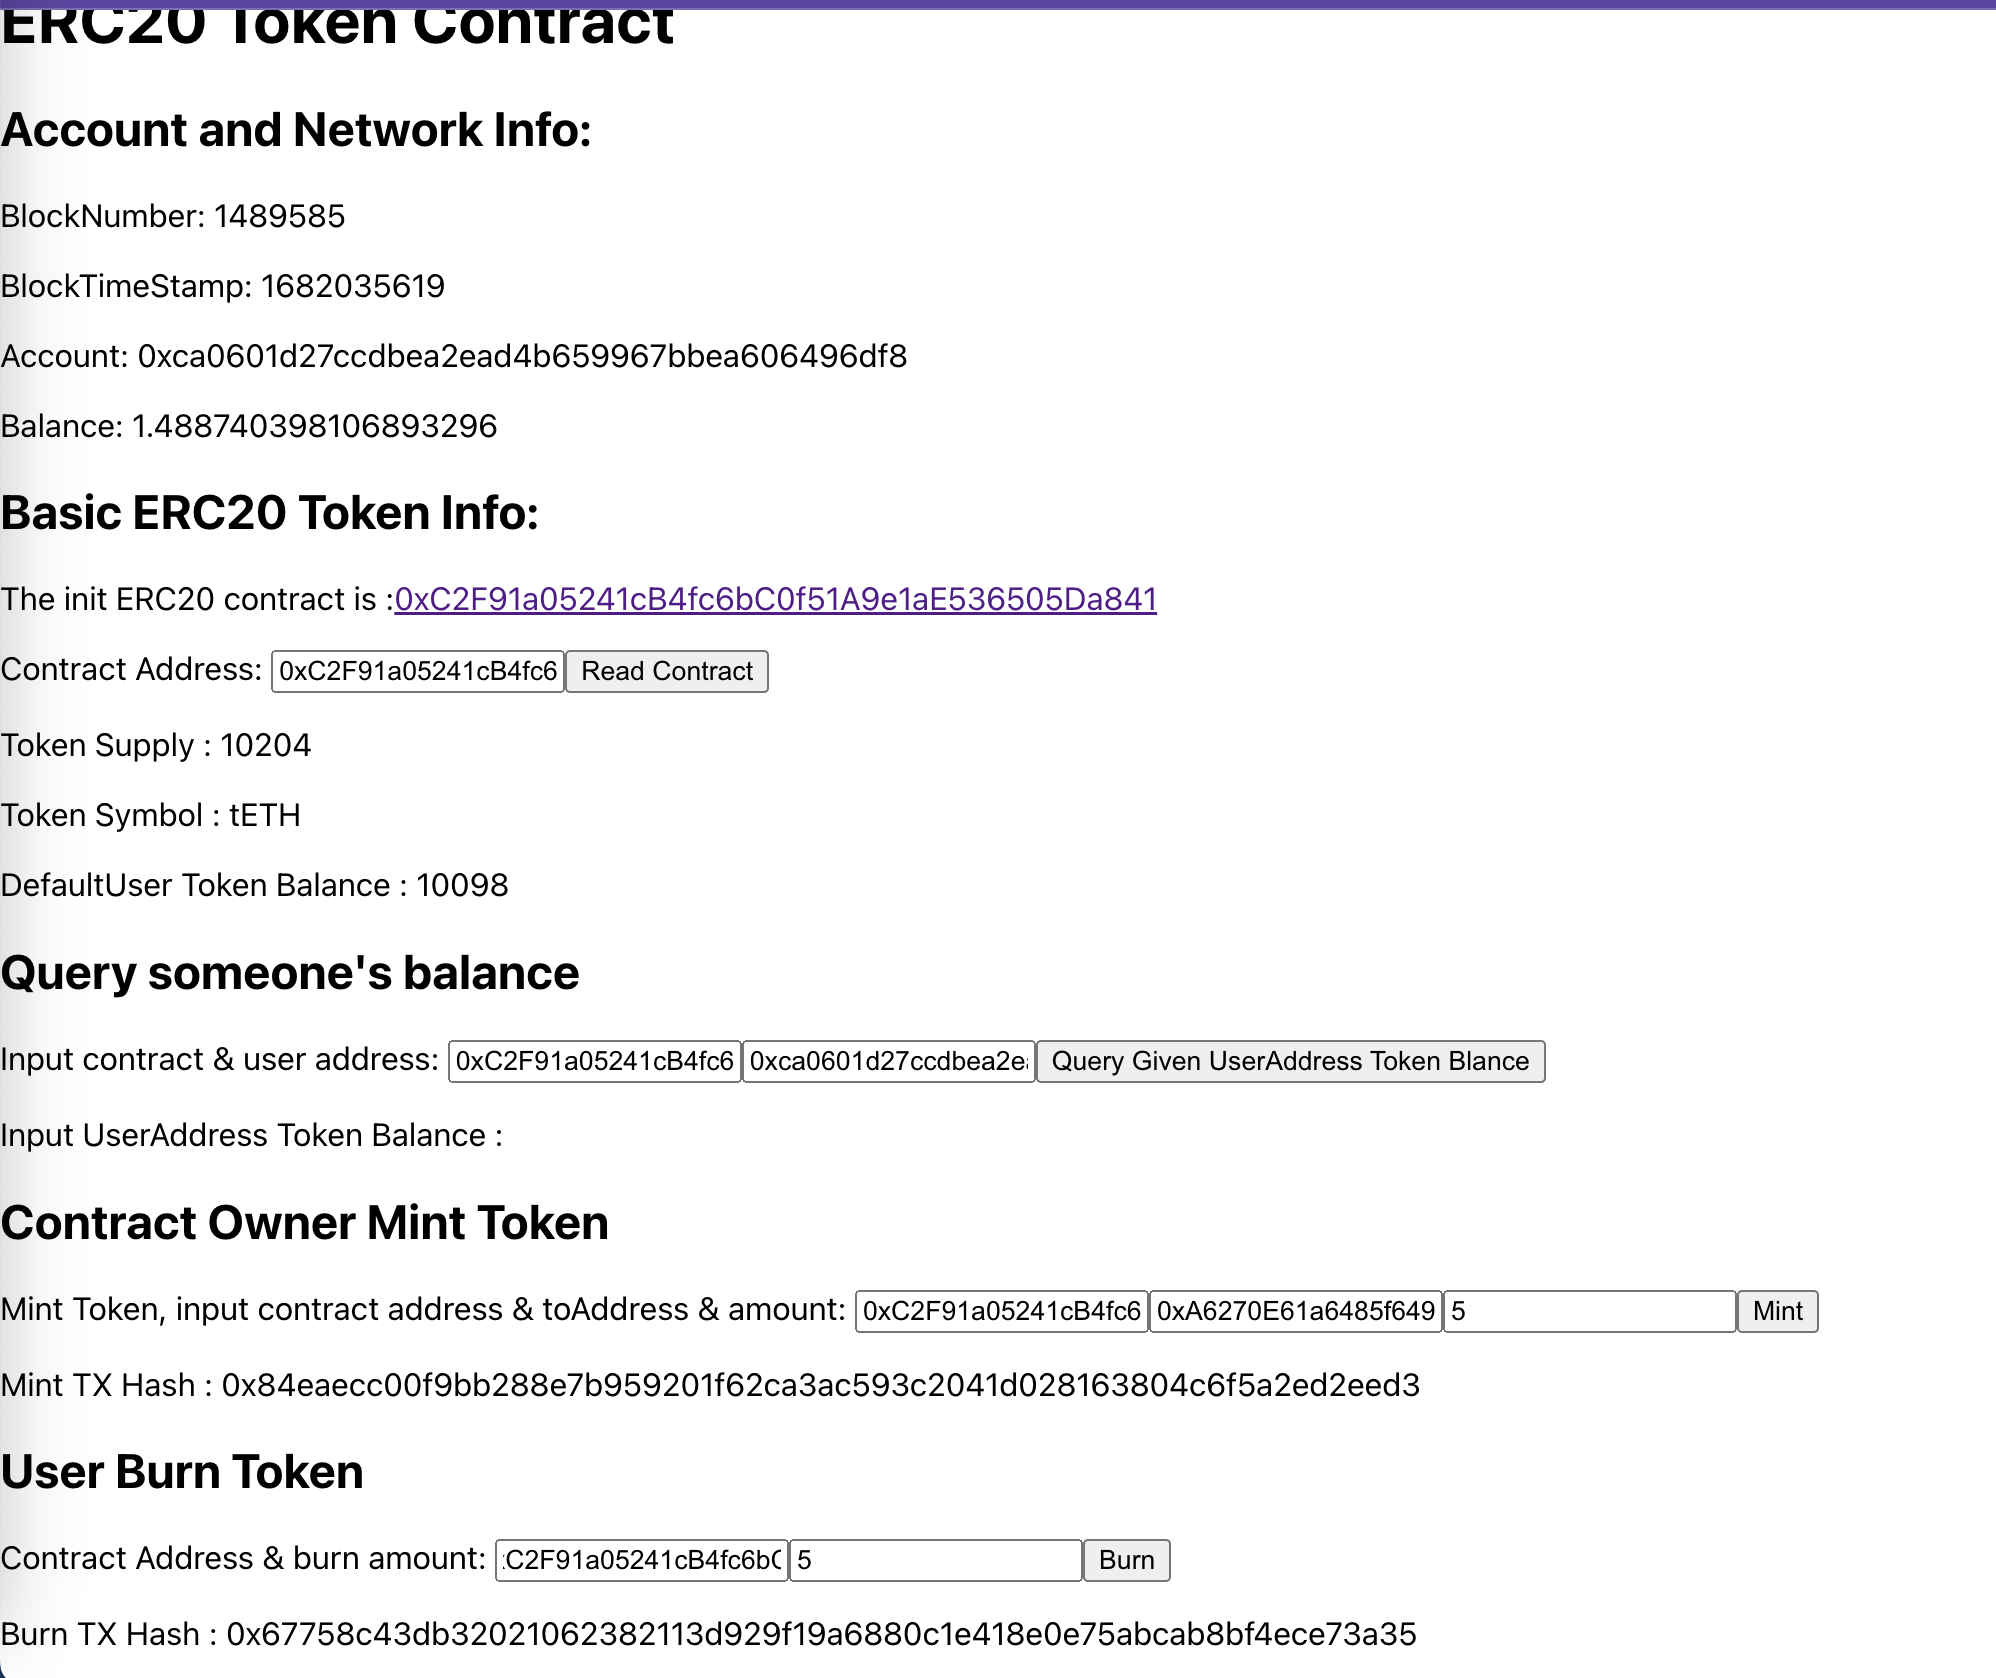 ERC20 Token Contract
Account and Network Info:
BlockNumber: 1489585
BlockTimeStamp: 1682035619
Account: 0xca0601d27ccdbea2ead4b659967bbea606496df8
Balance: 1.488740398106893296
Basic ERC20 Token Info:
The init ERC20 contract is :0xC2F91a05241cB4fc6bC0f51A9e1aE536505Da841
Contract Address: 0xC2F91a05241cB4fc6 Read Contract
Token Supply : 10204
Token Symbol : tETH
DefaultUser Token Balance : 10098
Query someone's balance
Input contract & user address: 0xC2F91a05241cB4fc6 0xca0601d27ccdbea2ea Query Given UserAddress Token Blance
Input UserAddress Token Balance :
Contract Owner Mint Token
Mint Token, input contract address & toAddress & amount: 0xC2F91a05241cB4fc6 0xA6270E61a6485f649 5 Mint
Mint TX Hash : 0x84eaecc00f9bb288e7b959201f62ca3ac593c2041d028163804c6f5a2ed2eed3
User Burn Token
Contract Address & burn amount: C2F91a05241cB4fc6bC 5 Burn
Burn TX Hash : 0x67758c43db32021062382113d929f19a6880c1e418e0e75abcab8bf4ece73a35